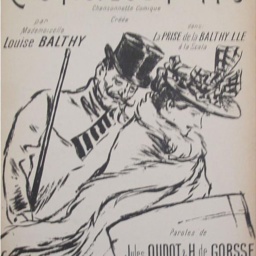 Chansonnette Comique
Créée
par
Mademoiselle
Louise BALTHY
dans
La PRISE de la BALTHY LLE
à la Scala
Paroles de
Jules OUDOT & H. de GORSSE